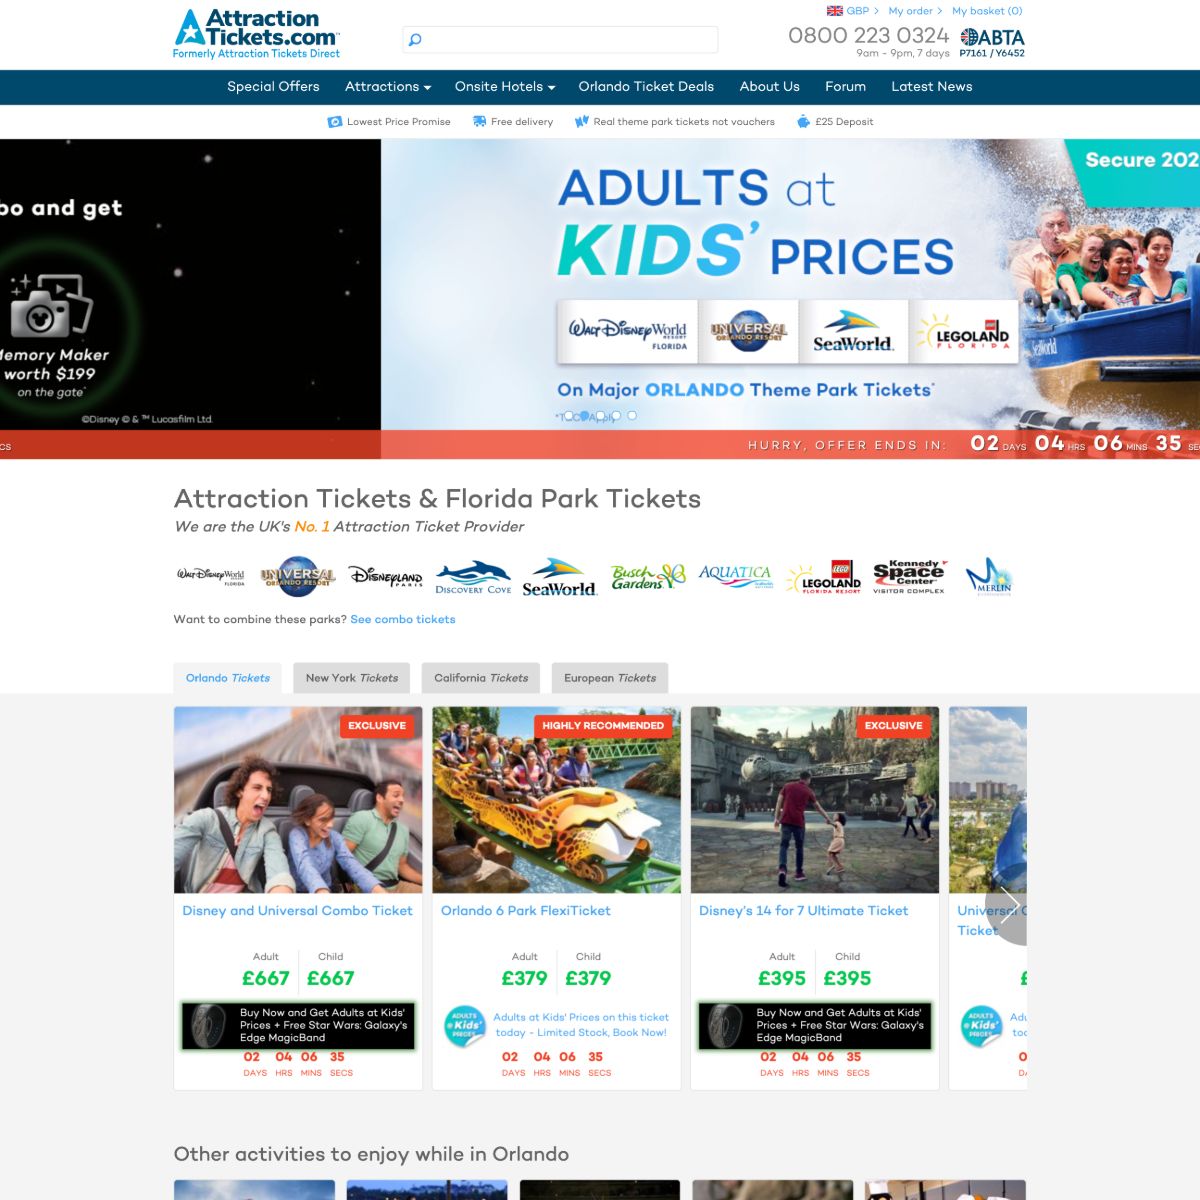 Attraction
Tickets.com
Formerly Attraction Tickets Direct
GBP
My order
My basket (0)
0800 223 0324
9am - 9pm, 7 days
ABTA
P7161 / Y6452
Special Offers
Attractions
Onsite Hotels
Orlando Ticket Deals
About Us
Forum
Latest News
Lowest Price Promise
Free delivery
Real theme park tickets not vouchers
£25 Deposit
bo and get
Memory Maker
worth $199
on the gate*
©Disney © & ™ Lucasfilm Ltd.
Secure 202
ADULTS at
KIDS' PRICES
Walt Disney World
RESORT
FLORIDA
UNIVERSAL
ORLANDO RESORT
SeaWorld
LEGO
LEGOLAND
FLORIDA
SeaWorld
On Major ORLANDO Theme Park Tickets*
*T&Cs Apply
CS
HURRY, OFFER ENDS IN:
02 DAYS 04 HRS 06 MINS 35 SE
Attraction Tickets & Florida Park Tickets
We are the UK's No. 1 Attraction Ticket Provider
Walt Disney World
FLORIDA
UNIVERSAL
ORLANDO RESORT
Disneyland
PARIS
DISCOVERY COVE
SeaWorld
Busch
Gardens
AQUATICA
LEGO
LEGOLAND
FLORIDA RESORT
Kennedy
Space
Center
VISITOR COMPLEX
MERLIN
Want to combine these parks? See combo tickets
Orlando Tickets
New York Tickets
California Tickets
European Tickets
EXCLUSIVE
Disney and Universal Combo Ticket
Adult
Child
£667
£667
Buy Now and Get Adults at Kids'
Prices + Free Star Wars: Galaxy's
Edge MagicBand
02 04 06 35
DAYS HRS MINS SECS
HIGHLY RECOMMENDED
Orlando 6 Park FlexiTicket
Adult
Child
£379
£379
ADULTS
at Kids'
PRICES
Adults at Kids' Prices on this ticket
today - Limited Stock, Book Now!
02 04 06 35
DAYS HRS MINS SECS
EXCLUSIVE
Disney's 14 for 7 Ultimate Ticket
Adult
Child
£395
£395
Buy Now and Get Adults at Kids'
Prices + Free Star Wars: Galaxy's
Edge MagicBand
02 04 06 35
DAYS HRS MINS SECS
Universal
Ticket
£
ADULTS
at Kids'
PRICES
Adu
toc
0
DA
Other activities to enjoy while in Orlando